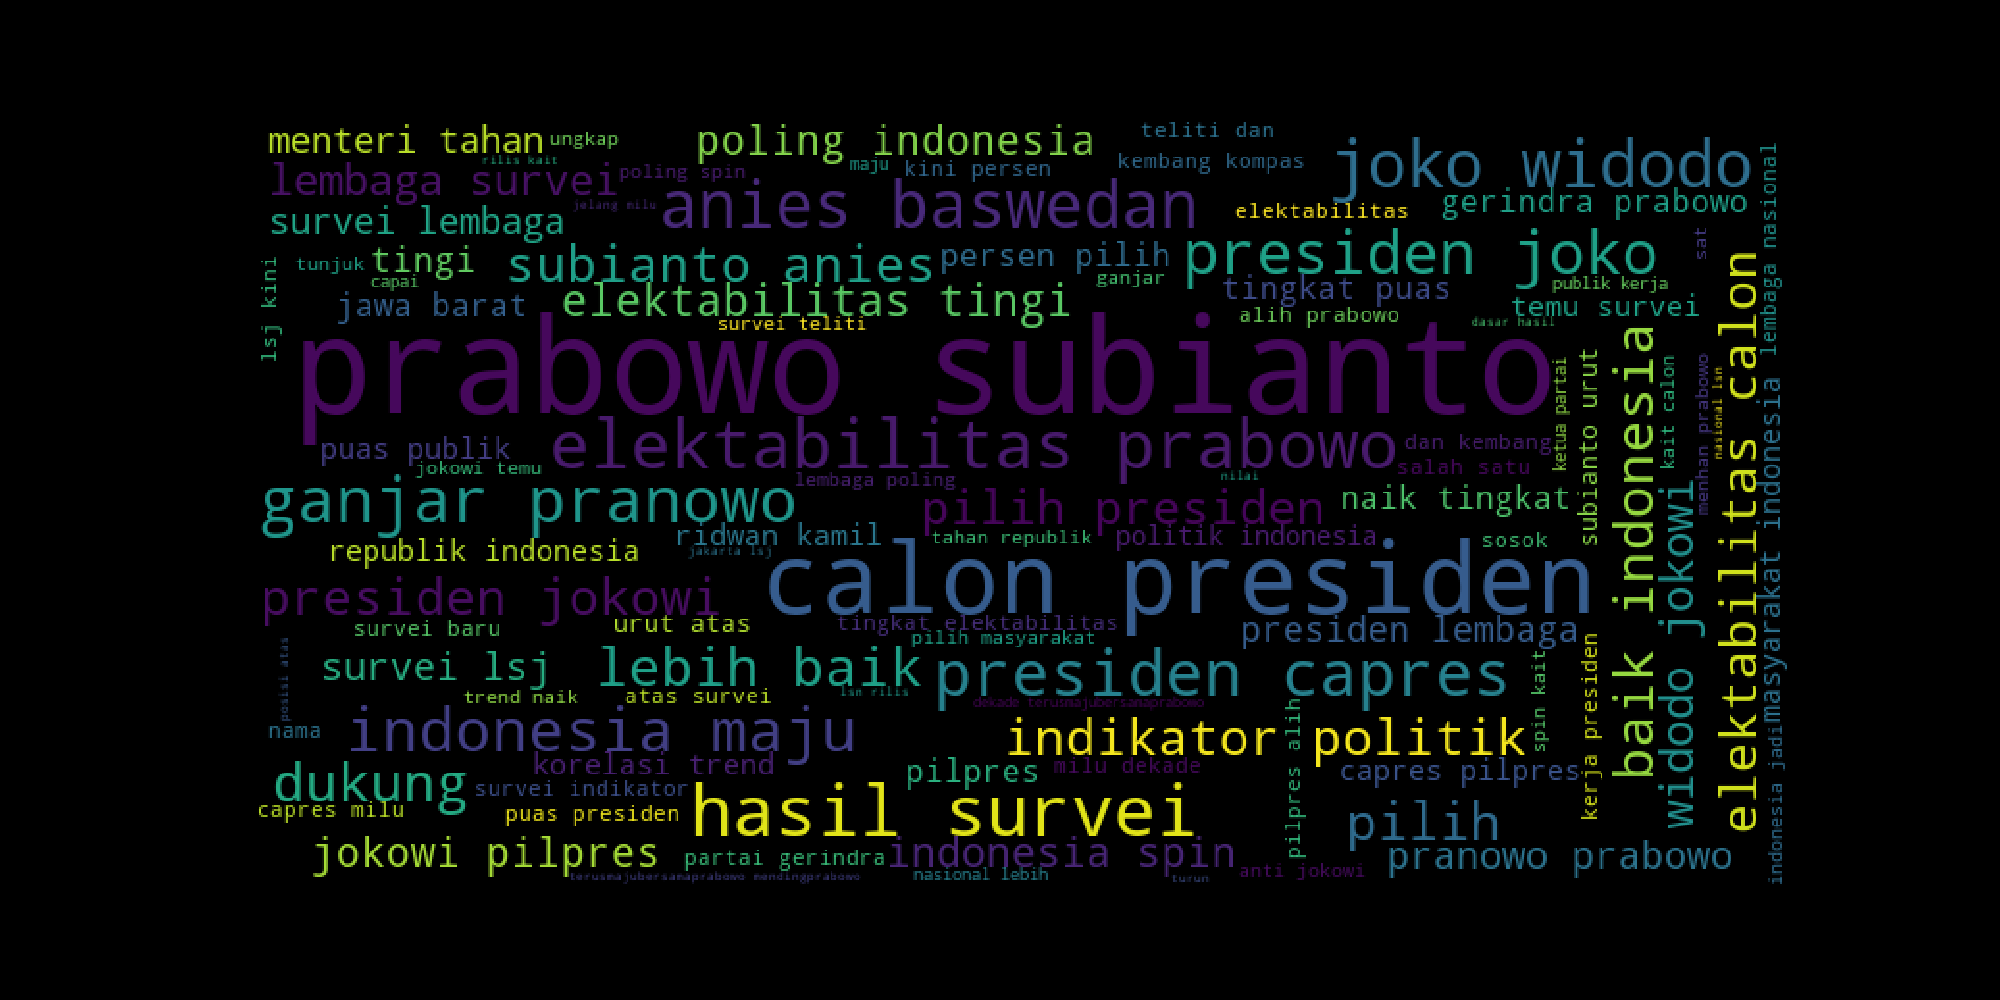 menteri tahan
ungkap
poling indonesia
teliti dan
joko widodo
rilis kait
lembaga survei
poling spin
maju
kini persen
kembang kompas
anies baswedan
jelang milu
survei lembaga
elektabilitas
gerindra prabowo
lembaga nasional
sat
lsj kini
tunjuk
tingi
subianto anies
persen pilih
presiden joko
capai
ganjar
tingkat puas
publik kerja
jawa barat
elektabilitas tingi
survei teliti
alih prabowo
dasar hasil
temu survei
prabowo subianto
ketua partai
subianto urut
baik indonesia
kait calon
menhan prabowo
nasional lsn
elektabilitas calon
masyarakat indonesia
puas publik
elektabilitas prabowo
dan kembang
jokowi temu
salah satu
lembaga poling
nilai
ganjar pranowo
pilih presiden
naik tingkat
widodo jokowi
ridwan kamil
tahan republik
politik indonesia
sosok
republik indonesia
jakarta lsj
calon presiden
presiden jokowi
survei baru
urut atas
tingkat elektabilitas
pilih masyarakat
presiden lembaga
posisi atas
survei lsj
lebih baik
presiden capres
spin kait
kerja presiden
trend naik
atas survei
lsn rilis
dekade terusmajubersamaprabowo
nama
indonesia maju
indikator politik
pilpres alih
indonesia jadi
korelasi trend
pilpres
milu dekade
capres pilpres
dukung
survei indikator
capres milu
puas presiden
hasil survei
pilih
jokowi pilpres
partai gerindra
indonesia spin
pranowo prabowo
terusmajubersamaprabowo mendingprabowo
nasional lebih
turun
anti jokowi